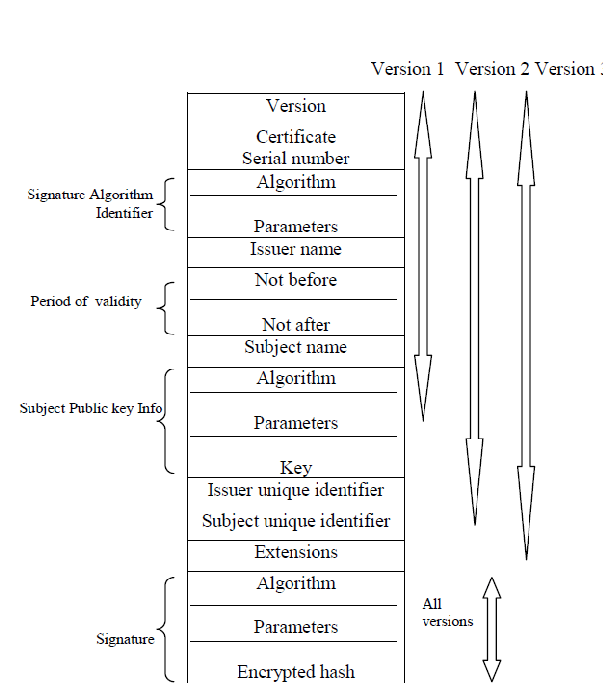 Version 1 Version 2 Version 3
Version
Certificate
Serial number
Signature Algorithm
Identifier
Algorithm
Parameters
Issuer name
Period of validity
Not before
Not after
Subject name
Subject Public key Info
Algorithm
Parameters
Key
Issuer unique identifier
Subject unique identifier
Extensions
Signature
Algorithm
Parameters
Encrypted hash
All
versions